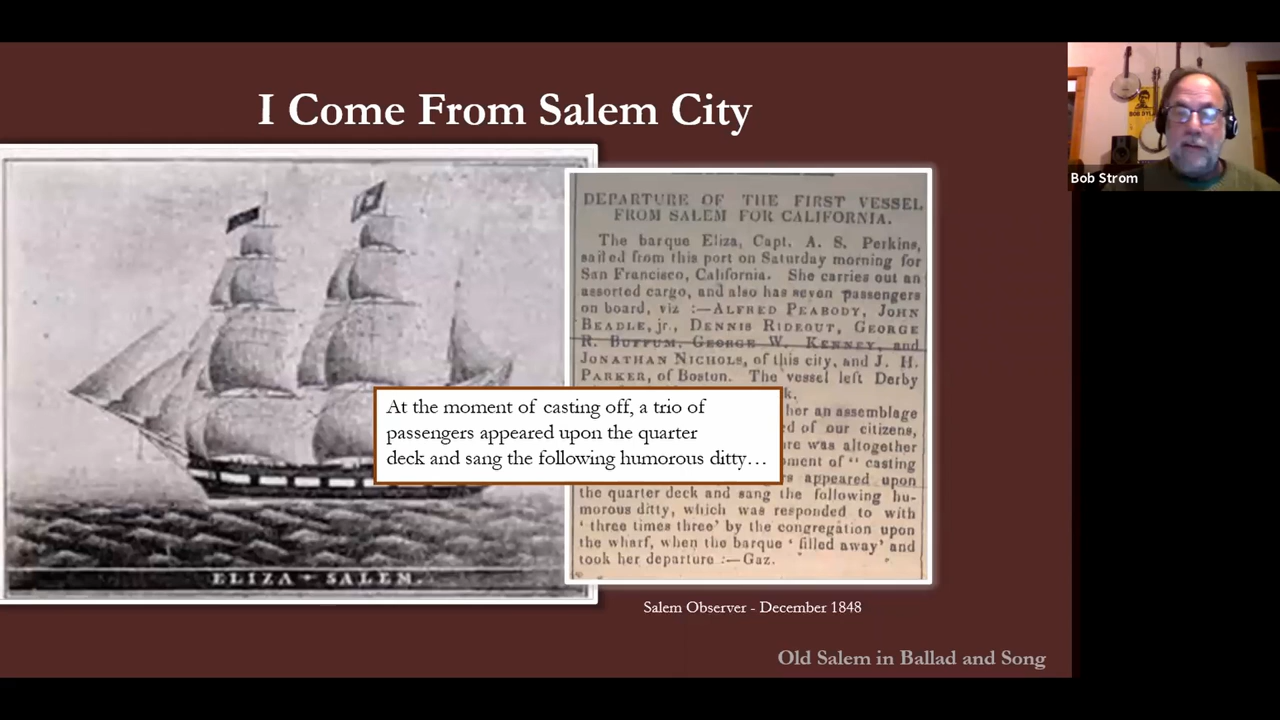 I Come From Salem City
DEPARTURE OF THE FIRST VESSEL
FROM SALEM FOR CALIFORNIA.
The barque Eliza, Capt. A. S. Perkins,
sailed from this port on Saturday morning for
San Francisco, California. She carries out an
assorted cargo, and also has seven passengers
on board, viz :—ALFRED PEABODY, JOHN
BEADLE, jr., DENNIS RIDEOUT, GEORGE
R. BUFFUM, GEORGE W. KENNEY, and
JONATHAN NICHOLS, of this city, and J. H.
PARKER, of Boston. The vessel left Derby
k.
her an assemblage
d of our citizens,
re was altogether
ment of “ casting
s appeared upon
the quarter deck and sang the following hu-
morous ditty, which was responded to with
‘ three times three’ by the congregation upon
the wharf, when the barque ‘ filled away’ and
took her departure :—Gaz.
At the moment of casting off, a trio of
passengers appeared upon the quarter
deck and sang the following humorous ditty…
ELIZA - SALEM.
Salem Observer - December 1848
Old Salem in Ballad and Song
BOB DYLAN
Bob Strom